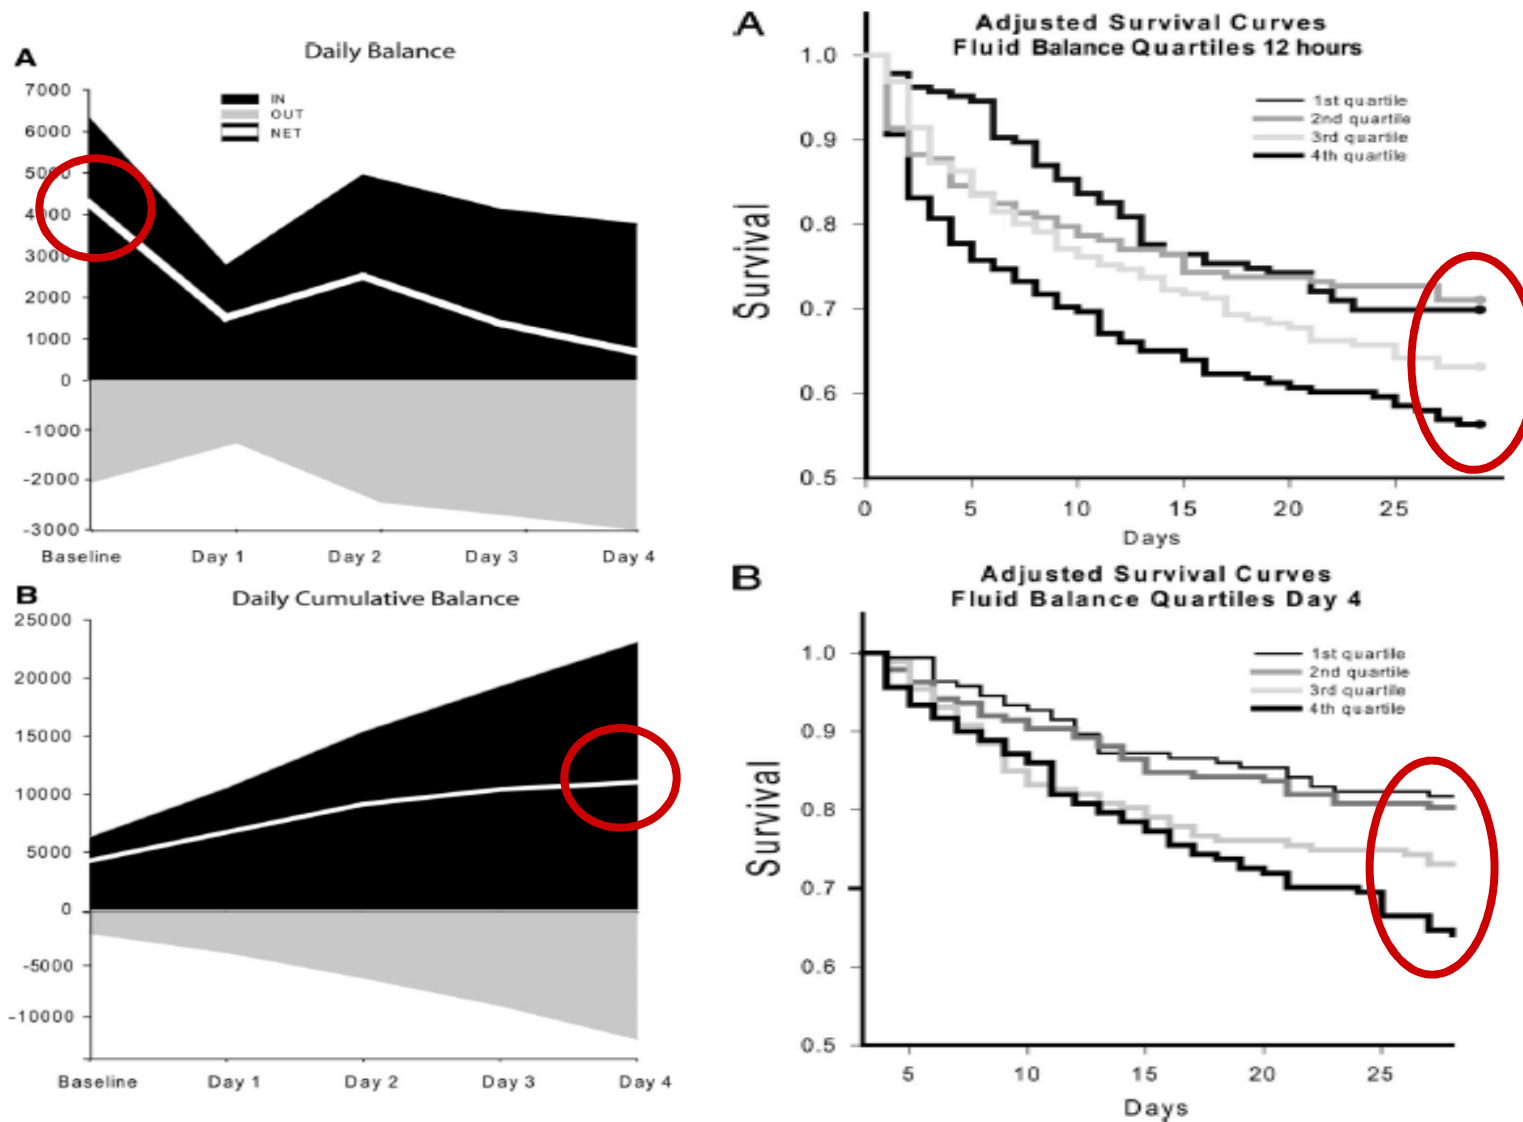 A
Daily Balance
7000
6000
5000
4000
3000
2000
1000
0
-1000
-2000
-3000
IN
OUT
NET
Baseline Day 1 Day 2 Day 3 Day 4
B
Daily Cumulative Balance
25000
20000
15000
10000
5000
0
-5000
-10000
Baseline Day 1 Day 2 Day 3 Day 4
A
Adjusted Survival Curves
Fluid Balance Quartiles 12 hours
1st quartile
2nd quartile
3rd quartile
4th quartile
Survival
1.0
0.9
0.8
0.7
0.6
0.5
0 5 10 15 20 25
Days
B
Adjusted Survival Curves
Fluid Balance Quartiles Day 4
1st quartile
2nd quartile
3rd quartile
4th quartile
Survival
1.0
0.9
0.8
0.7
0.6
0.5
5 10 15 20 25
Days